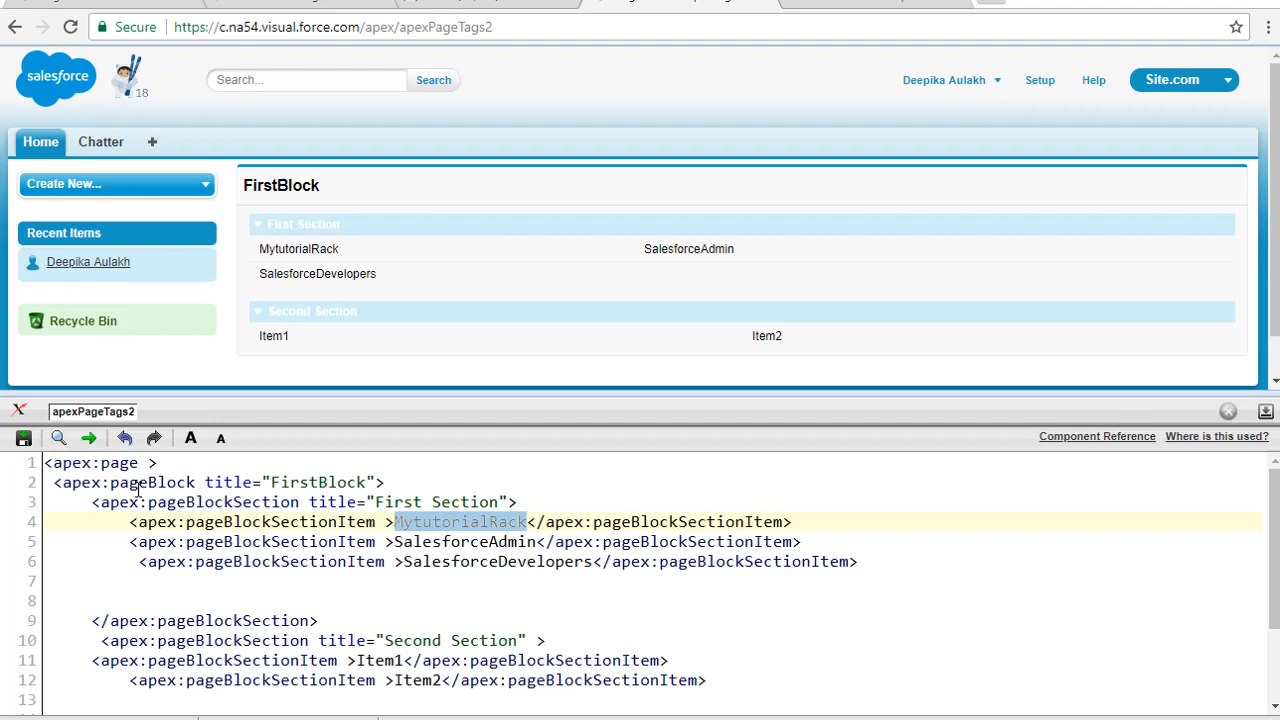 Secure https://c.na54.visual.force.com/apex/apexPageTags2
salesforce
18
Search...
Search
Deepika Aulakh
Setup
Help
Site.com
Home
Chatter
Create New...
Recent Items
Deepika Aulakh
Recycle Bin
FirstBlock
First Section
MytutorialRack SalesforceAdmin
SalesforceDevelopers
Second Section
Item1 Item2
apexPageTags2
A A
Component Reference Where is this used?
1 <apex:page >
2 <apex:pageBlock title="FirstBlock">
3 <apex:pageBlockSection title="First Section">
4 <apex:pageBlockSectionItem >MytutorialRack</apex:pageBlockSectionItem>
5 <apex:pageBlockSectionItem >SalesforceAdmin</apex:pageBlockSectionItem>
6 <apex:pageBlockSectionItem >SalesforceDevelopers</apex:pageBlockSectionItem>
7
8
9 </apex:pageBlockSection>
10 <apex:pageBlockSection title="Second Section" >
11 <apex:pageBlockSectionItem >Item1</apex:pageBlockSectionItem>
12 <apex:pageBlockSectionItem >Item2</apex:pageBlockSectionItem>
13